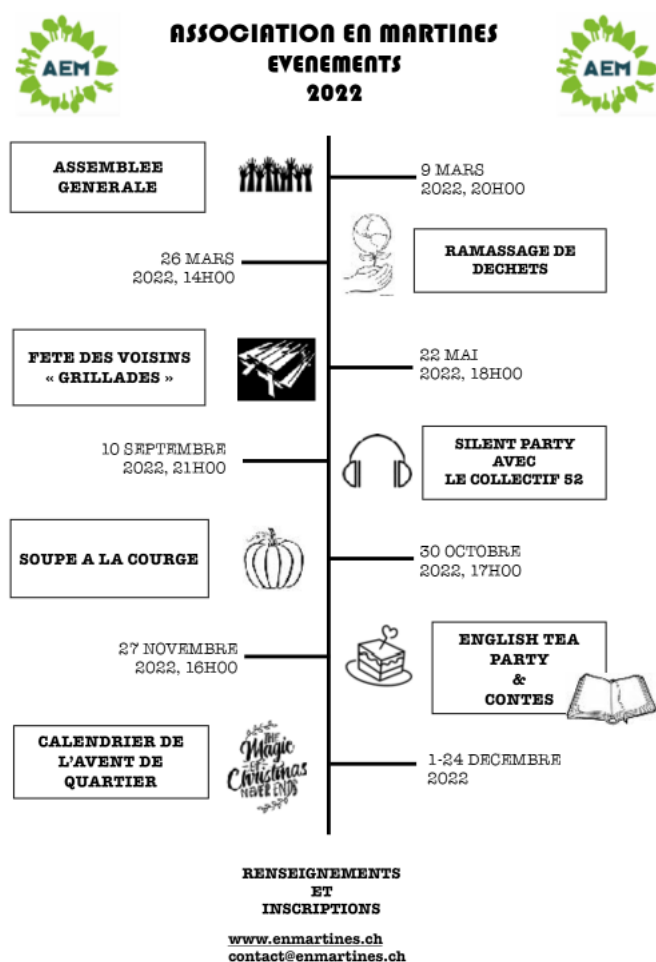 ASSOCIATION EN MARTINES
EVENEMENTS
2022
AEM
AEM
ASSEMBLEE
GENERALE
9 MARS
2022, 20H00
26 MARS
2022, 14H00
RAMASSAGE DE
DECHETS
FETE DES VOISINS
« GRILLADES »
22 MAI
2022, 18H00
10 SEPTEMBRE
2022, 21H00
SILENT PARTY
AVEC
LE COLLECTIF 52
SOUPE A LA COURGE
30 OCTOBRE
2022, 17H00
27 NOVEMBRE
2022, 16H00
ENGLISH TEA
PARTY
&
CONTES
CALENDRIER DE
L'AVENT DE
QUARTIER
THE
Magic
OF
Christmas
NEVER ENDS
1-24 DECEMBRE
2022
RENSEIGNEMENTS
ET
INSCRIPTIONS
www.enmartines.ch
contact@enmartines.ch